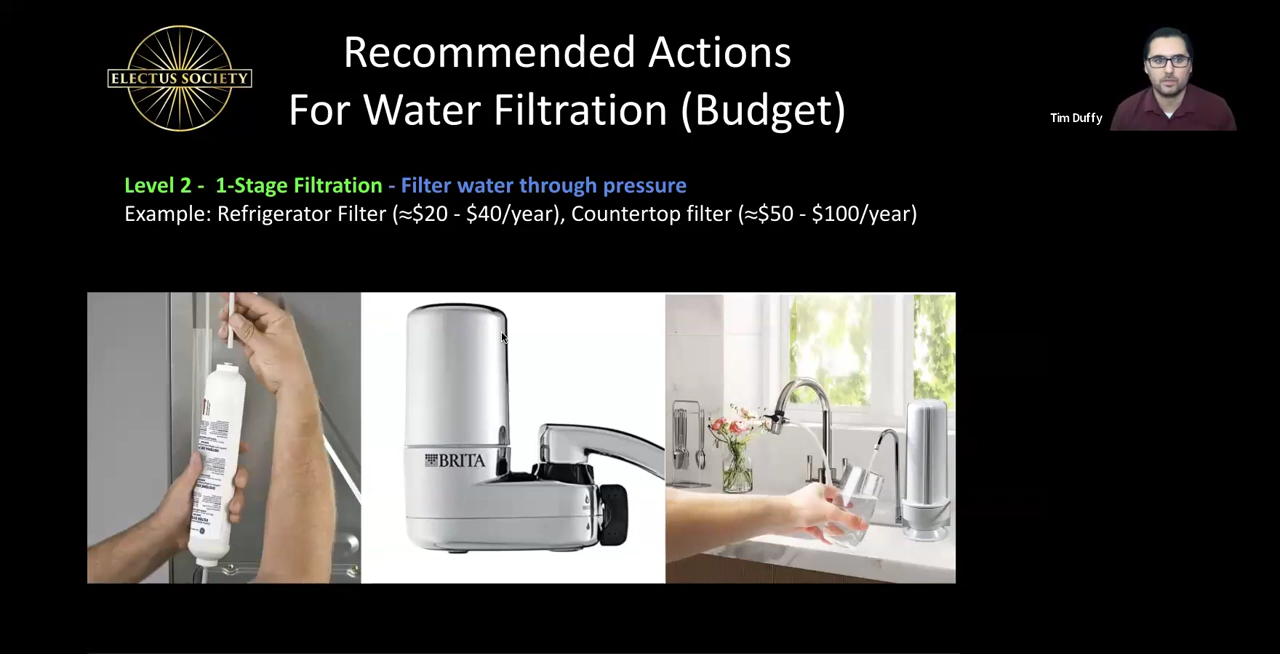 Recommended Actions
For Water Filtration (Budget)
ELECTUS SOCIETY
Tim Duffy
Level 2 -  1-Stage Filtration - Filter water through pressure
Example: Refrigerator Filter (≈$20 - $40/year), Countertop filter (≈$50 - $100/year)
BRITA